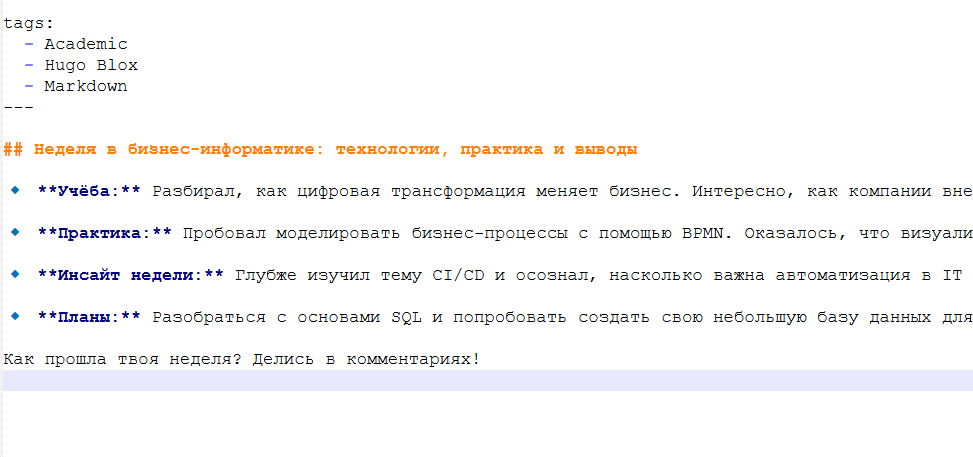 tags:
  - Academic
  - Hugo Blox
  - Markdown
---
## Неделя в бизнес-информатике: технологии, практика и выводы
🔹 **Учёба:** Разбирал, как цифровая трансформация меняет бизнес. Интересно, как компании вне
🔹 **Практика:** Пробовал моделировать бизнес-процессы с помощью BPMN. Оказалось, что визуали
🔹 **Инсайт недели:** Глубже изучил тему CI/CD и осознал, насколько важна автоматизация в IT
🔹 **Планы:** Разобраться с основами SQL и попробовать создать свою небольшую базу данных для
Как прошла твоя неделя? Делись в комментариях!